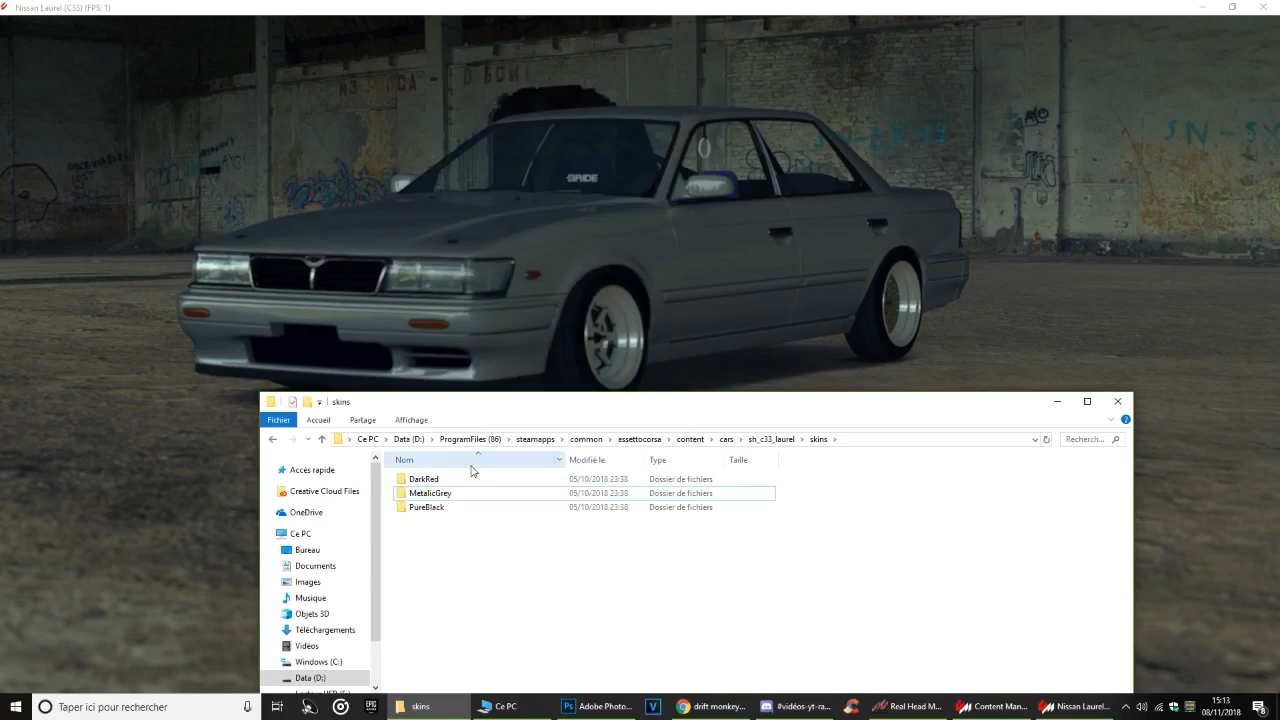 Nissan Laurel (C33) (FPS: 1)
BRIDE
skins
Fichier Accueil Partage Affichage
Ce PC Data (D:) ProgramFiles (86) steamapps common assettocorsa content cars sh_c33_laurel skins Recherc...
Nom Modifié le Type Taille
Accès rapide
DarkRed 05/10/2018 23:38 Dossier de fichiers
Creative Cloud Files
MetalicGrey 05/10/2018 23:38 Dossier de fichiers
OneDrive
PureBlack 05/10/2018 23:38 Dossier de fichiers
Ce PC
Bureau
Documents
Images
Musique
Objets 3D
Téléchargements
Vidéos
Windows (C:)
Data (D:)
Taper ici pour rechercher
skins
Ce PC
Adobe Photo...
drift monkey...
#vidéos-yt-ra...
Real Head M...
Content Man...
Nissan Laurel...
15:13
08/11/2018